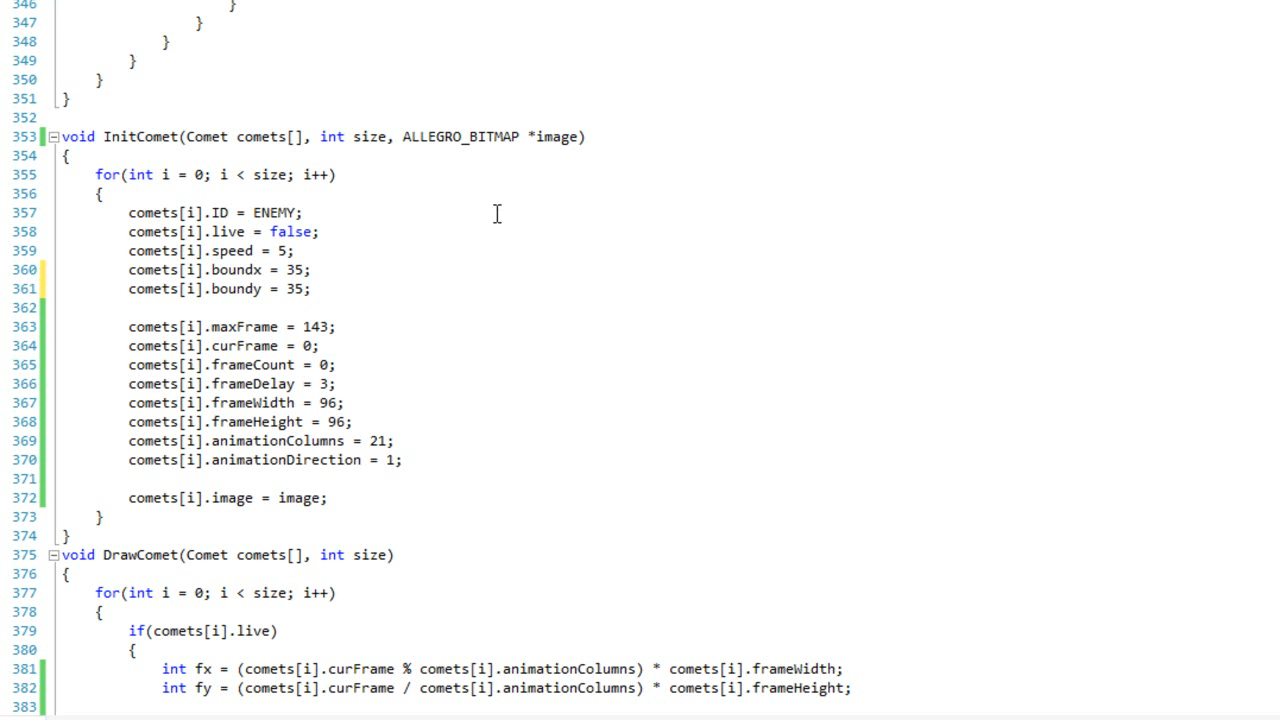 346                     }
347                 }
348             }
349         }
350     }
351 }
352
353 void InitComet(Comet comets[], int size, ALLEGRO_BITMAP *image)
354 {
355     for(int i = 0; i < size; i++)
356     {
357         comets[i].ID = ENEMY;
358         comets[i].live = false;
359         comets[i].speed = 5;
360         comets[i].boundx = 35;
361         comets[i].boundy = 35;
362
363         comets[i].maxFrame = 143;
364         comets[i].curFrame = 0;
365         comets[i].frameCount = 0;
366         comets[i].frameDelay = 3;
367         comets[i].frameWidth = 96;
368         comets[i].frameHeight = 96;
369         comets[i].animationColumns = 21;
370         comets[i].animationDirection = 1;
371
372         comets[i].image = image;
373     }
374 }
375 void DrawComet(Comet comets[], int size)
376 {
377     for(int i = 0; i < size; i++)
378     {
379         if(comets[i].live)
380         {
381             int fx = (comets[i].curFrame % comets[i].animationColumns) * comets[i].frameWidth;
382             int fy = (comets[i].curFrame / comets[i].animationColumns) * comets[i].frameHeight;
383